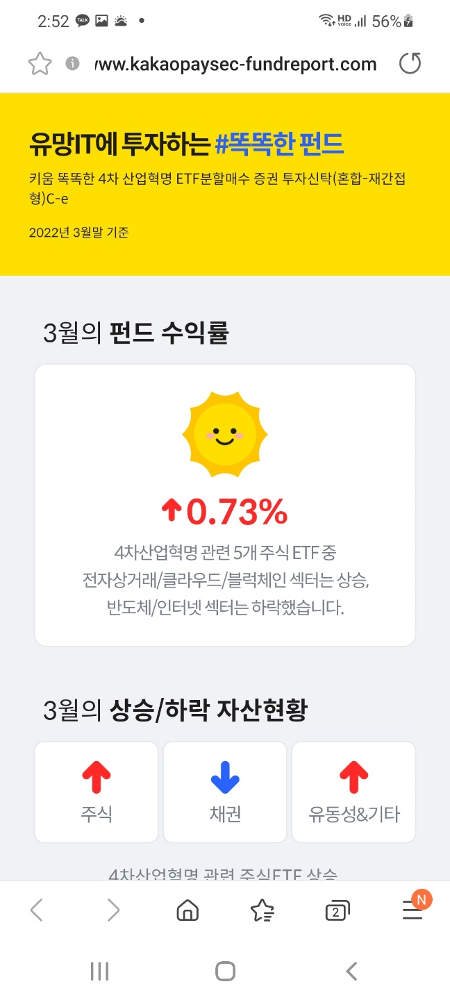 2:52
TALK
HD voice
56%
www.kakaopaysec-fundreport.com
유망IT에 투자하는 #똑똑한 펀드
키움 똑똑한 4차 산업혁명 ETF분할매수 증권 투자신탁(혼합-재간접
형)C-e
2022년 3월말 기준
3월의 펀드 수익률
0.73%
4차산업혁명 관련 5개 주식 ETF 중
전자상거래/클라우드/블럭체인 섹터는 상승,
반도체/인터넷 섹터는 하락했습니다.
3월의 상승/하락 자산현황
주식
채권
유동성&기타
4차산업혁명 관련 주식ETF 상승
2
N